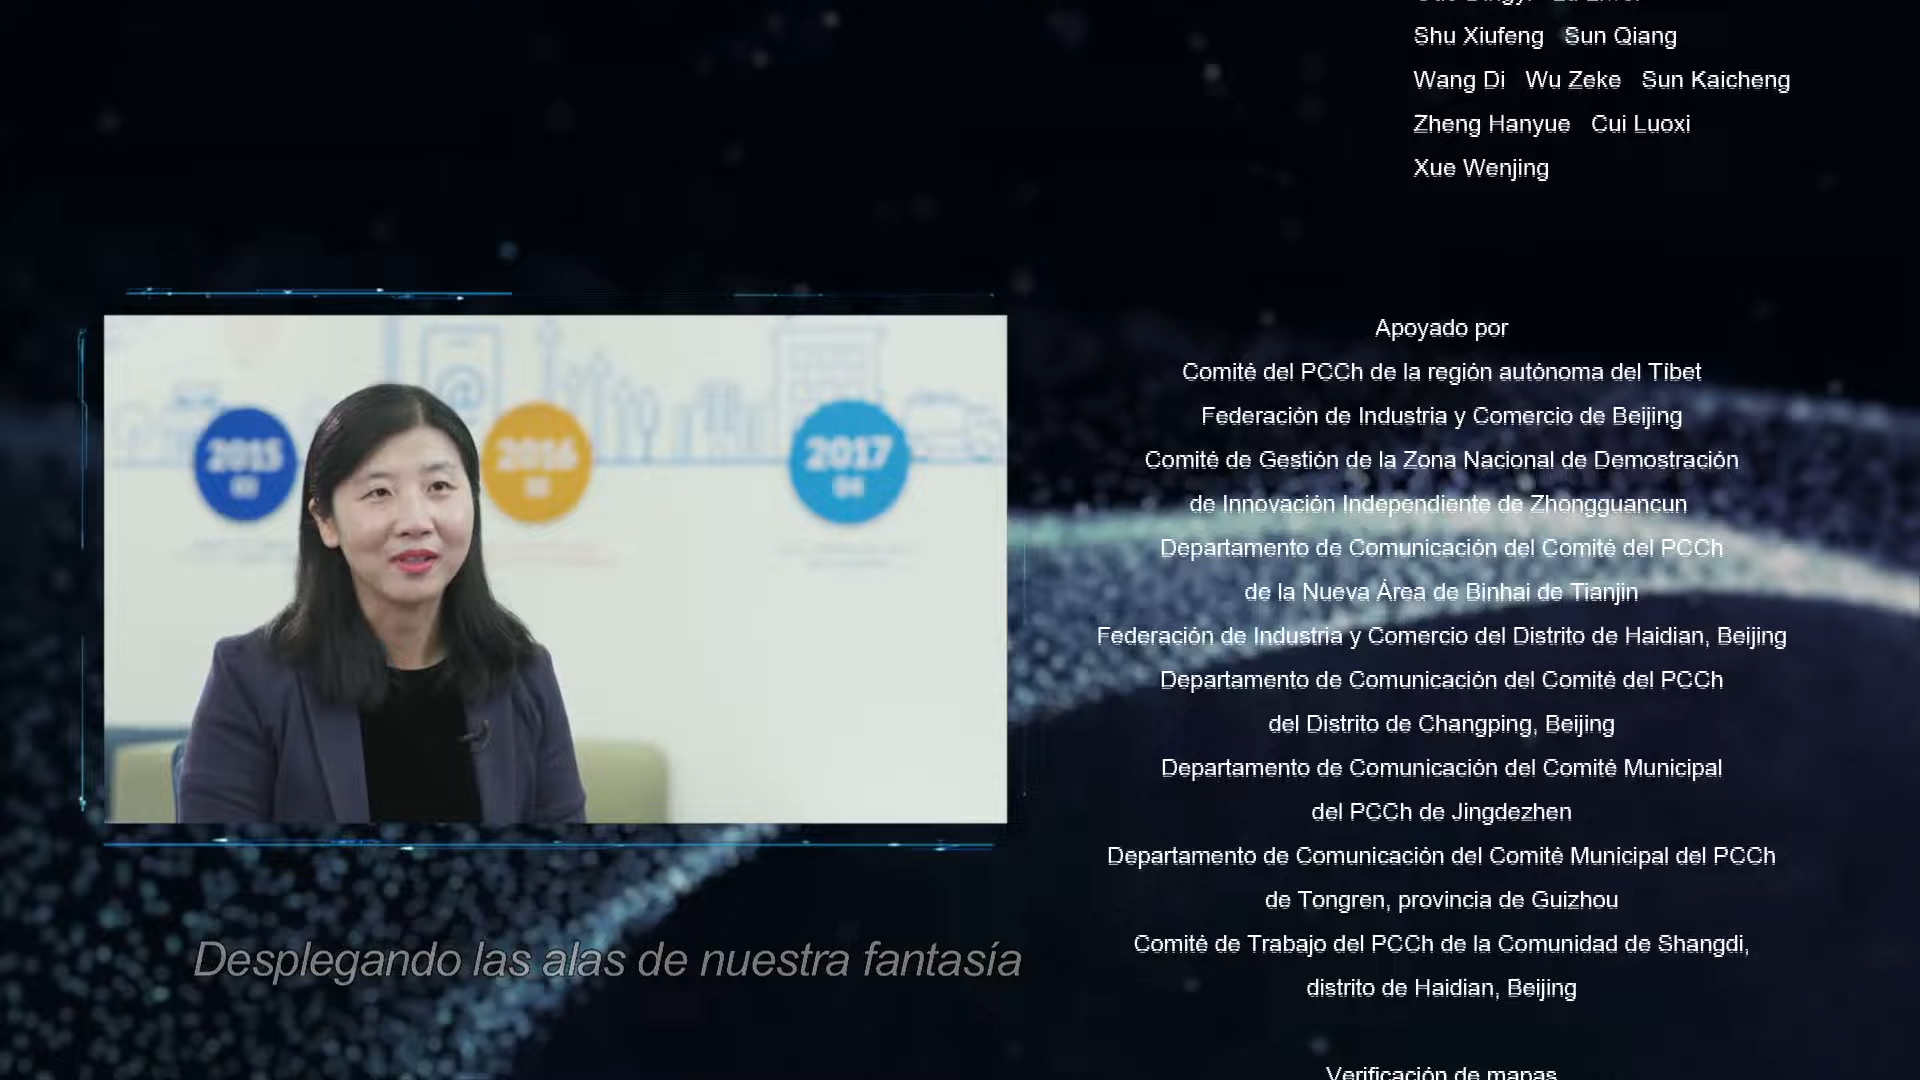 Shu Xiufeng Sun Qiang
Wang Di Wu Zeke Sun Kaicheng
Zheng Hanyue Cui Luoxi
Xue Wenjing
2015
2016
2017
04
@
Apoyado por
Comité del PCCh de la región autónoma del Tíbet
Federación de Industria y Comercio de Beijing
Comité de Gestión de la Zona Nacional de Demostración
de Innovación Independiente de Zhongguancun
Departamento de Comunicación del Comité del PCCh
de la Nueva Área de Binhai de Tianjin
Federación de Industria y Comercio del Distrito de Haidian, Beijing
Departamento de Comunicación del Comité del PCCh
del Distrito de Changping, Beijing
Departamento de Comunicación del Comité Municipal
del PCCh de Jingdezhen
Departamento de Comunicación del Comité Municipal del PCCh
de Tongren, provincia de Guizhou
Comité de Trabajo del PCCh de la Comunidad de Shangdi,
distrito de Haidian, Beijing
Verificación de mapas
Desplegando las alas de nuestra fantasía